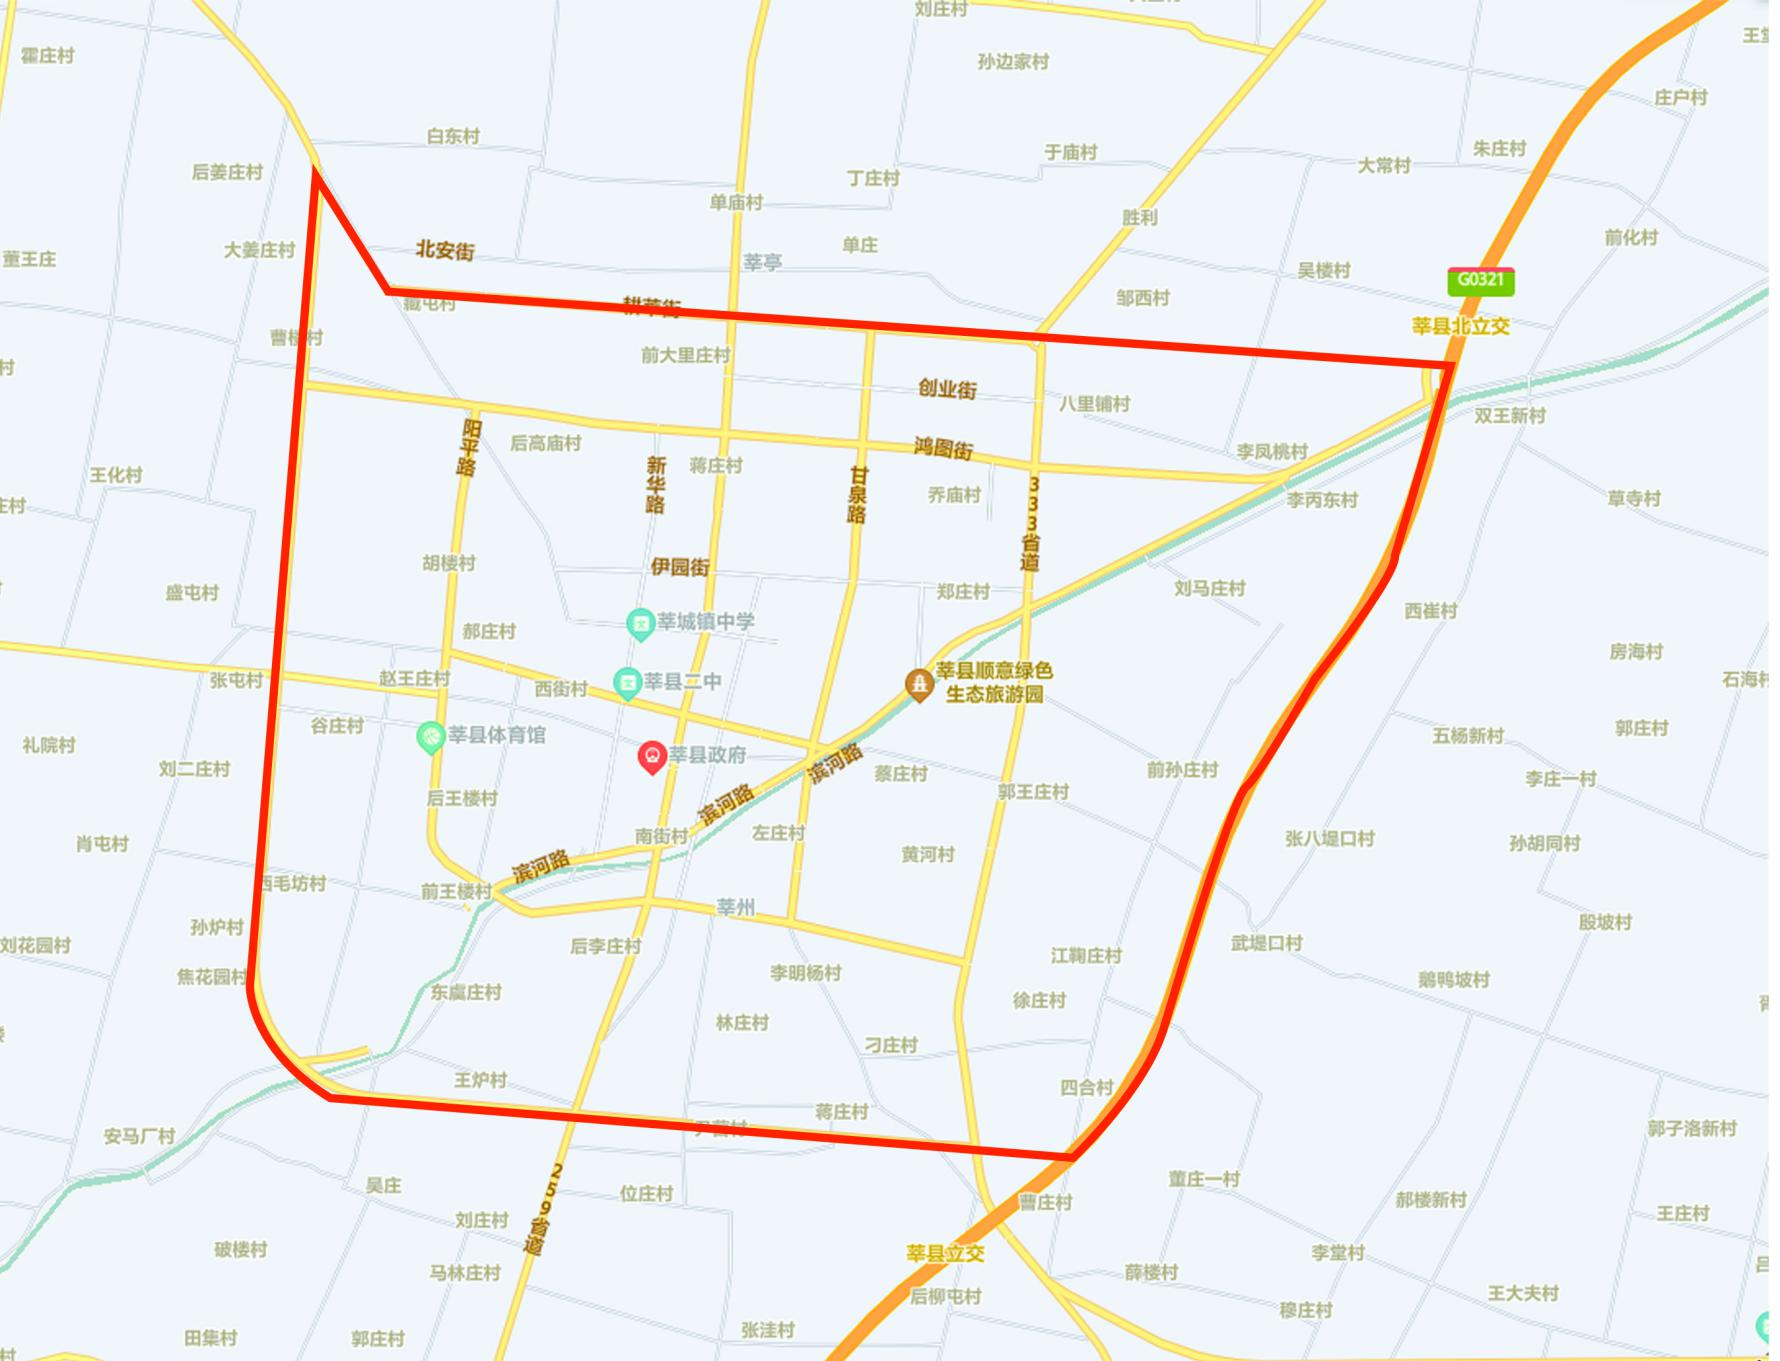 刘庄村
霍庄村
孙边家村
庄户村
白东村
于庙村
朱庄村
大常村
后姜庄村
丁庄村
单庙村
胜利
前化村
大姜庄村
北安街
单庄
董王庄
莘亭
吴楼村
G0321
邹西村
臧屯村
耕莘街
莘县北立交
曹楼村
前大里庄村
创业街
八里铺村
双王新村
阳平路
后高庙村
鸿图街
李凤桃村
王化村
新华路
蒋庄村
甘泉路
乔庙村
333省道
李丙东村
草寺村
胡楼村
伊园街
盛屯村
郑庄村
刘马庄村
西崔村
莘城镇中学
郝庄村
房海村
张屯村
赵王庄村
西街村
莘县二中
莘县顺意绿色
生态旅游园
石海村
谷庄村
莘县体育馆
郭庄村
礼院村
五杨新村
莘县政府
滨河路
刘二庄村
蔡庄村
前孙庄村
李庄一村
后王楼村
滨河路
郭王庄村
南街村
左庄村
张八堤口村
肖屯村
黄河村
孙胡同村
滨河路
西毛坊村
前王楼村
莘州
孙炉村
殷坡村
刘花园村
后李庄村
武堤口村
江鞠庄村
焦花园村
李明杨村
鹅鸭坡村
东虞庄村
徐庄村
林庄村
刁庄村
王炉村
四合村
蒋庄村
安马厂村
尹营村
郭子洛新村
吴庄
259省道
位庄村
董庄一村
曹庄村
郝楼新村
刘庄村
王庄村
破楼村
莘县立交
李堂村
马林庄村
薛楼村
后柳屯村
王大夫村
穆庄村
田集村
郭庄村
张洼村